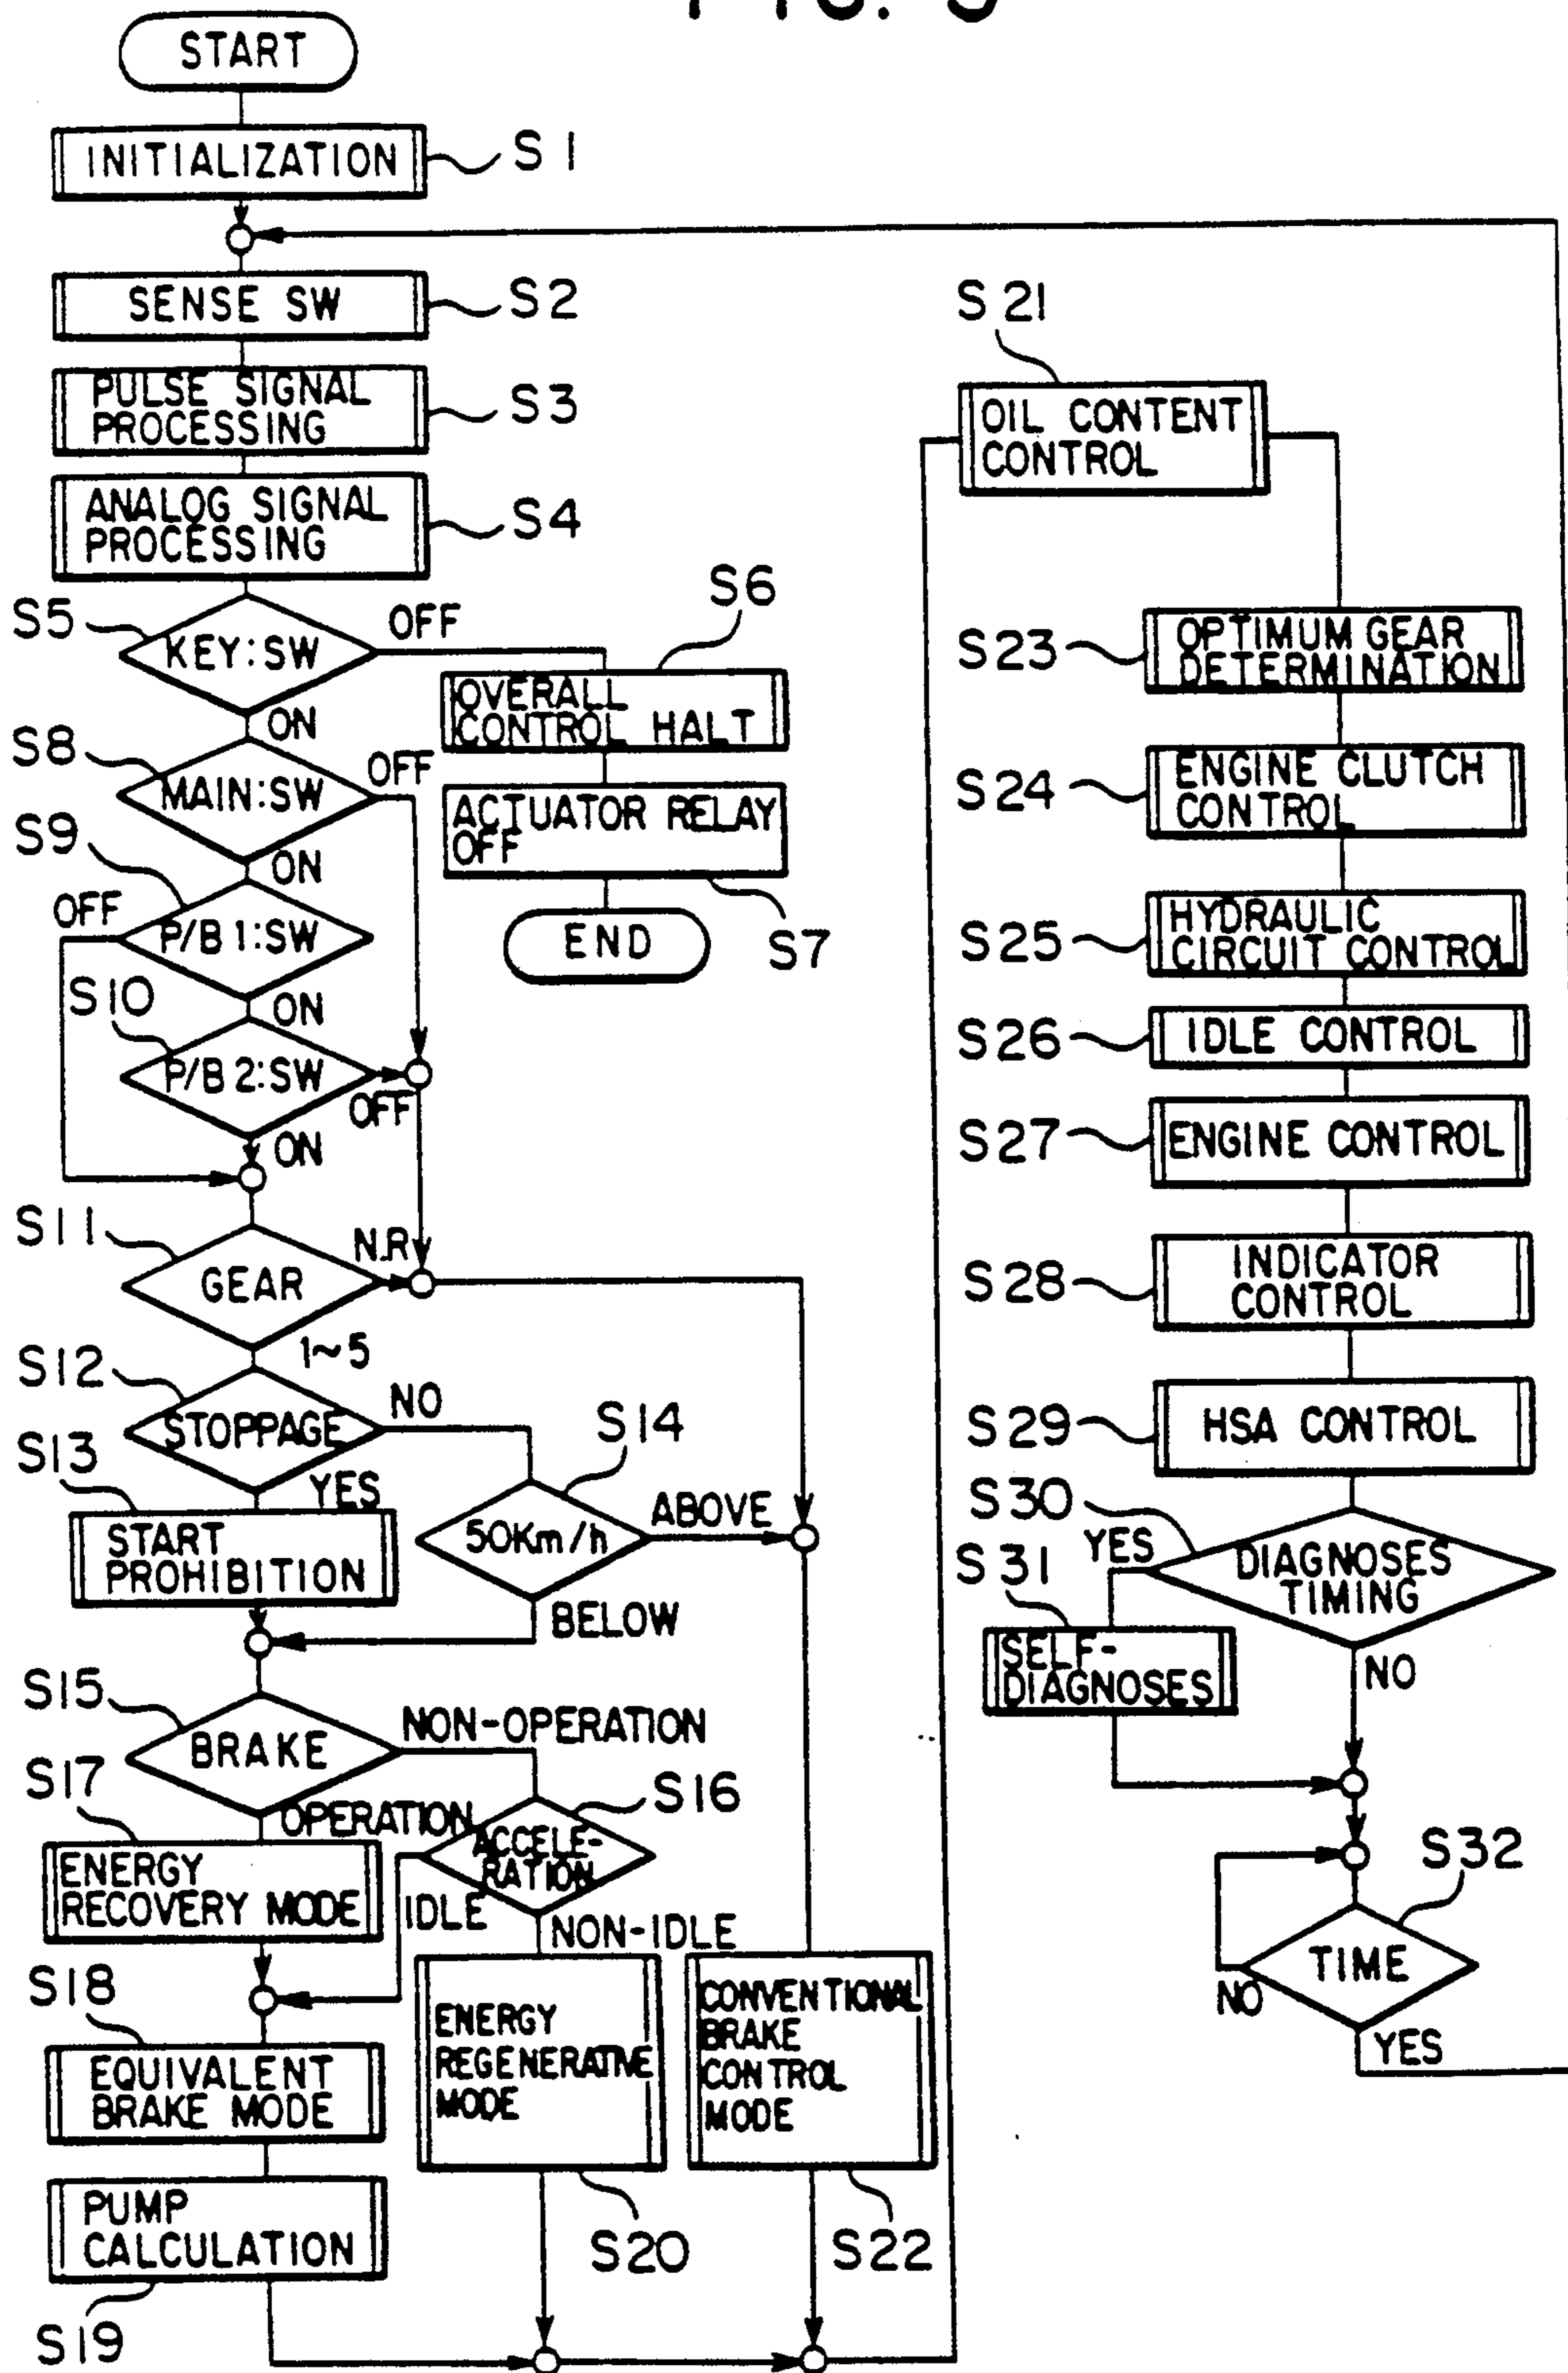 FIG. 5
START
INITIALIZATION
S1
SENSE SW
S2
PULSE SIGNAL
PROCESSING
S3
ANALOG SIGNAL
PROCESSING
S4
S5
KEY:SW
OFF
ON
S6
OVERALL
CONTROL HALT
S8
MAIN:SW
OFF
ON
ACTUATOR RELAY
OFF
S7
END
S9
P/B1:SW
OFF
ON
S10
P/B2:SW
OFF
ON
S11
GEAR
N.R
1~5
S12
STOPPAGE
NO
YES
S13
START
PROHIBITION
S14
50Km/h
ABOVE
BELOW
S15
BRAKE
NON-OPERATION
OPERATION
S16
ACCELE-
RATION
IDLE
NON-IDLE
S17
ENERGY
RECOVERY MODE
S18
EQUIVALENT
BRAKE MODE
PUMP
CALCULATION
S19
ENERGY
REGENERATIVE
MODE
S20
CONVENTIONAL
BRAKE
CONTROL
MODE
S22
S21
OIL CONTENT
CONTROL
S23
OPTIMUM GEAR
DETERMINATION
S24
ENGINE CLUTCH
CONTROL
S25
HYDRAULIC
CIRCUIT CONTROL
S26
IDLE CONTROL
S27
ENGINE CONTROL
S28
INDICATOR
CONTROL
S29
HSA CONTROL
S30
DIAGNOSES
TIMING
YES
NO
S31
SELF-
DIAGNOSES
S32
TIME
NO
YES